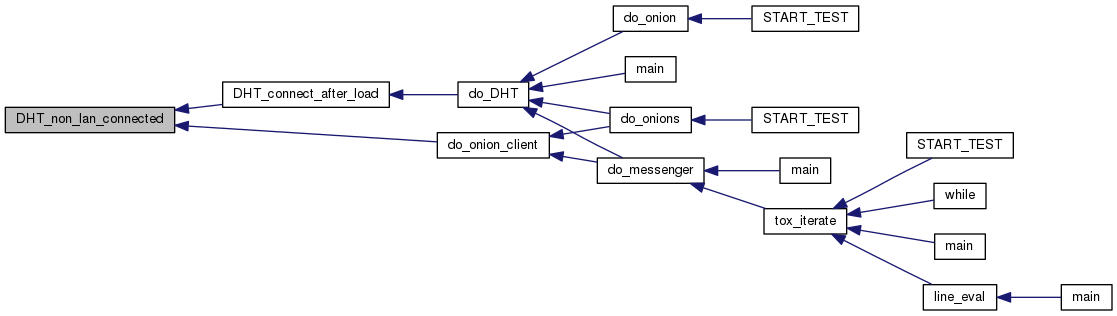 do_onion
START_TEST
main
DHT_connect_after_load
do_DHT
DHT_non_lan_connected
do_onions
START_TEST
do_onion_client
START_TEST
do_messenger
main
while
tox_iterate
main
line_eval
main